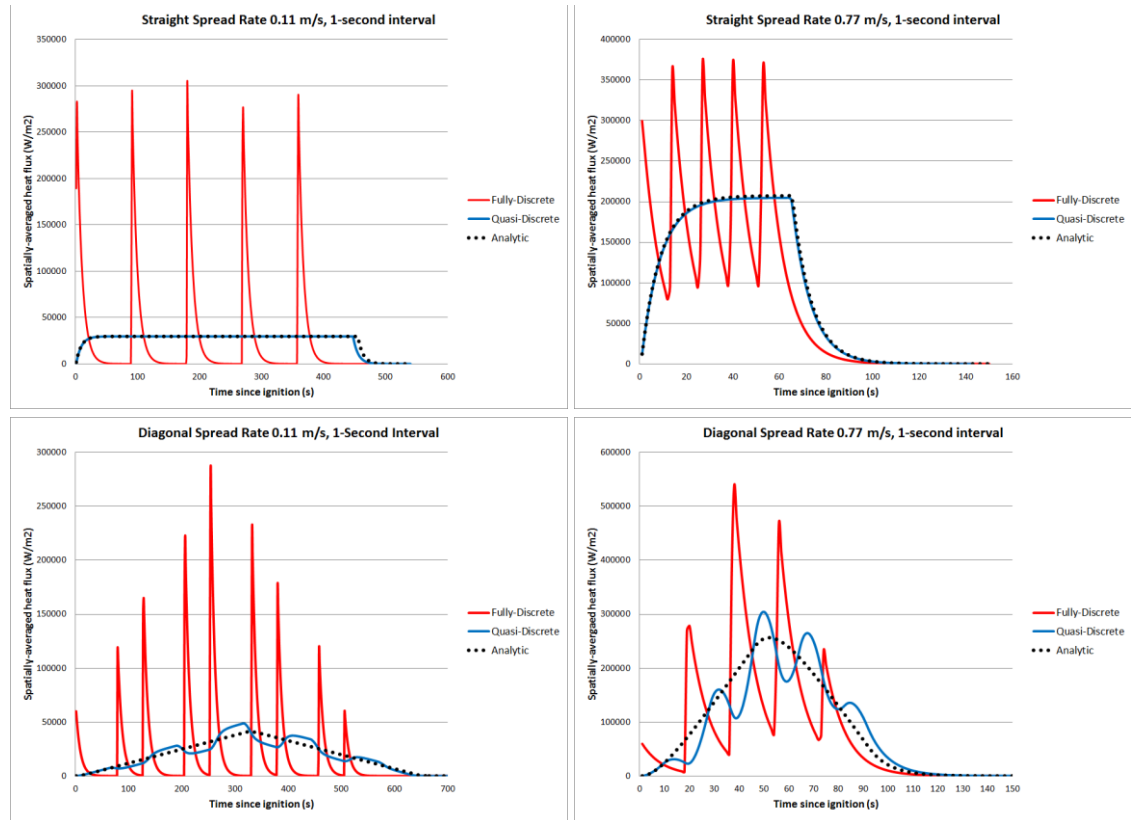 Straight Spread Rate 0.11 m/s, 1-second interval
Spatially-averaged heat flux (W/m2)
350000
300000
250000
200000
150000
100000
50000
0
0 100 200 300 400 500 600
Time since ignition (s)
Fully-Discrete
Quasi-Discrete
Analytic
Straight Spread Rate 0.77 m/s, 1-second interval
Spatially-averaged heat flux (W/m2)
400000
350000
300000
250000
200000
150000
100000
50000
0
0 20 40 60 80 100 120 140 160
Time since ignition (s)
Fully-Discrete
Quasi-Discrete
Analytic
Diagonal Spread Rate 0.11 m/s, 1-Second Interval
Spatially-averaged heat flux (W/m2)
300000
250000
200000
150000
100000
50000
0
0 100 200 300 400 500 600 700
Time since ignition (s)
Fully-Discrete
Quasi-Discrete
Analytic
Diagonal Spread Rate 0.77 m/s, 1-second interval
Spatially-avergaed heat flux (W/m2)
600000
500000
400000
300000
200000
100000
0
0 10 20 30 40 50 60 70 80 90 100 110 120 130 140 150
Time since ignition (s)
Fully-Discrete
Quasi-Discrete
Analytic